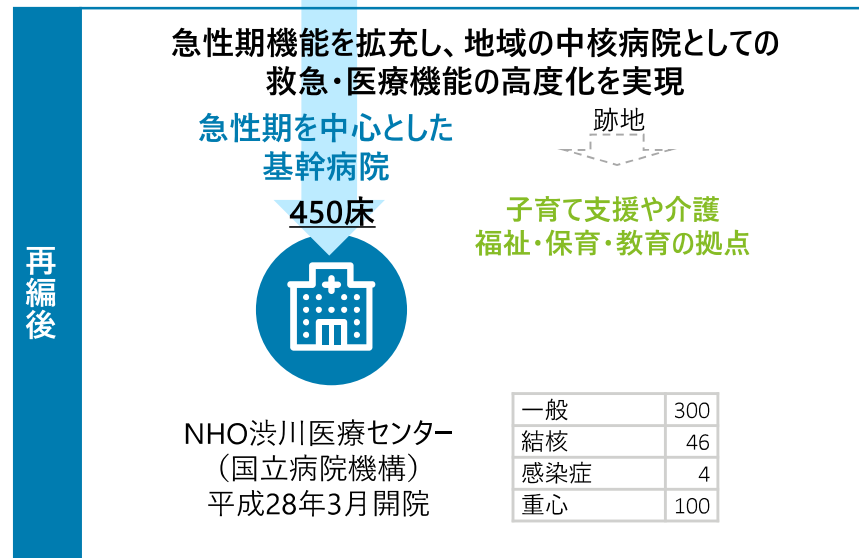 再編後
急性期機能を拡充し、地域の中核病院としての
救急・医療機能の高度化を実現
急性期を中心とした
基幹病院
450床
跡地
子育て支援や介護
福祉・保育・教育の拠点
NHO渋川医療センター
（国立病院機構）
平成28年3月開院
一般 300
結核 46
感染症 4
重心 100